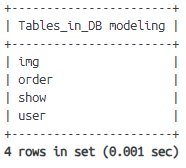 +----------------------+
| Tables_in_DB modeling |
+----------------------+
| img                   |
| order                 |
| show                  |
| user                  |
+----------------------+
4 rows in set (0.001 sec)